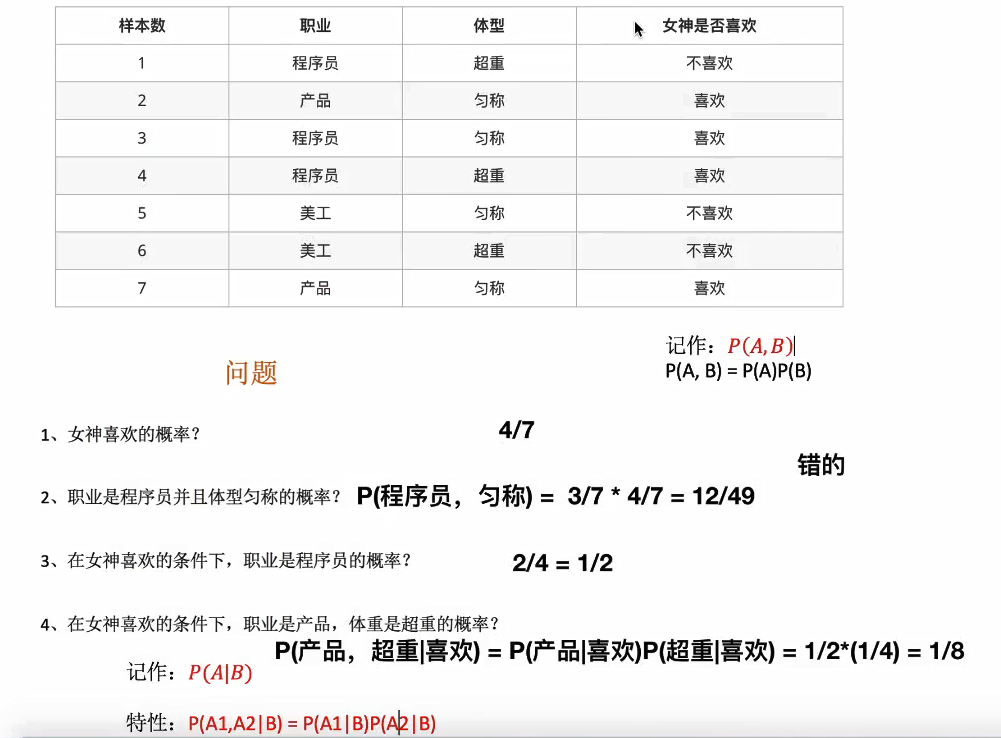 样本数 职业 体型 女神是否喜欢
1 程序员 超重 不喜欢
2 产品 匀称 喜欢
3 程序员 匀称 喜欢
4 程序员 超重 喜欢
5 美工 匀称 不喜欢
6 美工 超重 不喜欢
7 产品 匀称 喜欢
记作：P(A,B)
P(A, B) = P(A)P(B)
问题
1、女神喜欢的概率？ 4/7
错的
2、职业是程序员并且体型匀称的概率？ P(程序员，匀称) = 3/7 * 4/7 = 12/49
3、在女神喜欢的条件下，职业是程序员的概率？ 2/4 = 1/2
4、在女神喜欢的条件下，职业是产品，体重是超重的概率？
P(产品，超重|喜欢) = P(产品|喜欢)P(超重|喜欢) = 1/2*(1/4) = 1/8
记作：P(A|B)
特性：P(A1,A2|B) = P(A1|B)P(A2|B)